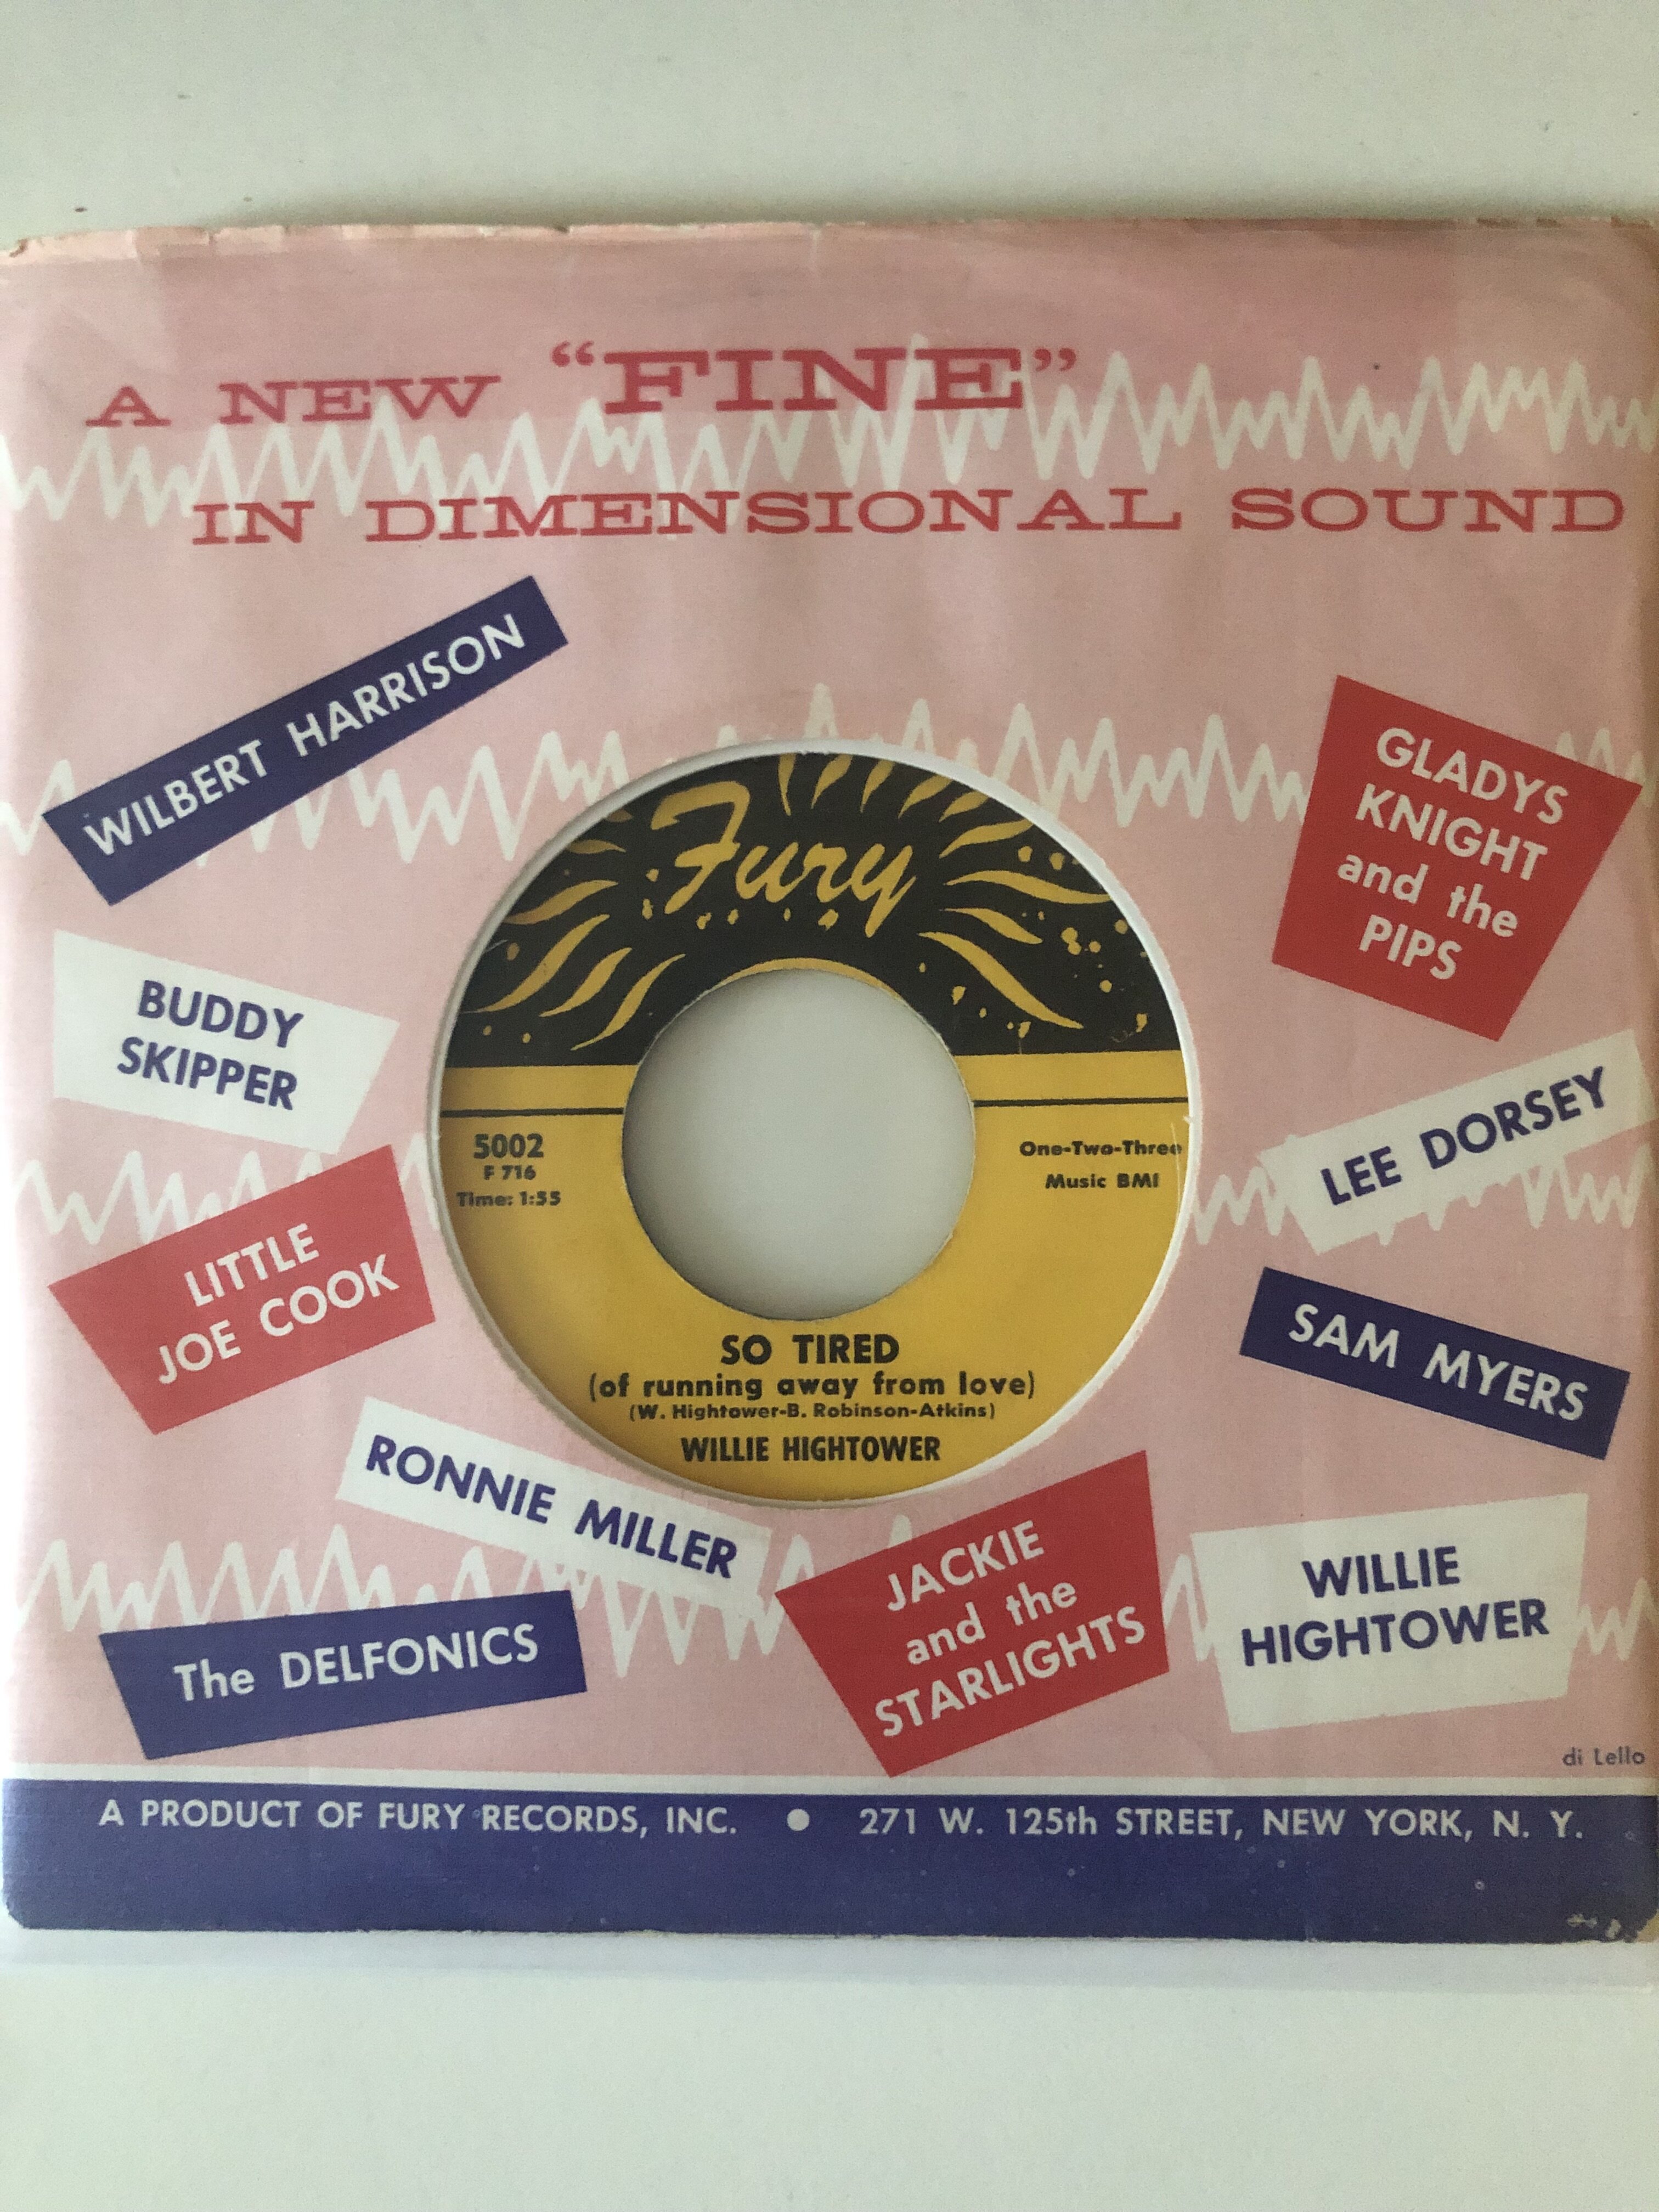 A NEW "FINE"
IN DIMENSIONAL SOUND
WILBERT HARRISON
GLADYS
KNIGHT
and the
PIPS
BUDDY
SKIPPER
LEE DORSEY
LITTLE
JOE COOK
SAM MYERS
RONNIE MILLER
JACKIE
and the
STARLIGHTS
WILLIE
HIGHTOWER
The DELFONICS
Fury
5002
F 716
Time: 1:55
One-Two-Three
Music BMI
SO TIRED
(of running away from love)
(W. Hightower-B. Robinson-Atkins)
WILLIE HIGHTOWER
di Lello
A PRODUCT OF FURY RECORDS, INC. ● 271 W. 125th STREET, NEW YORK, N. Y.